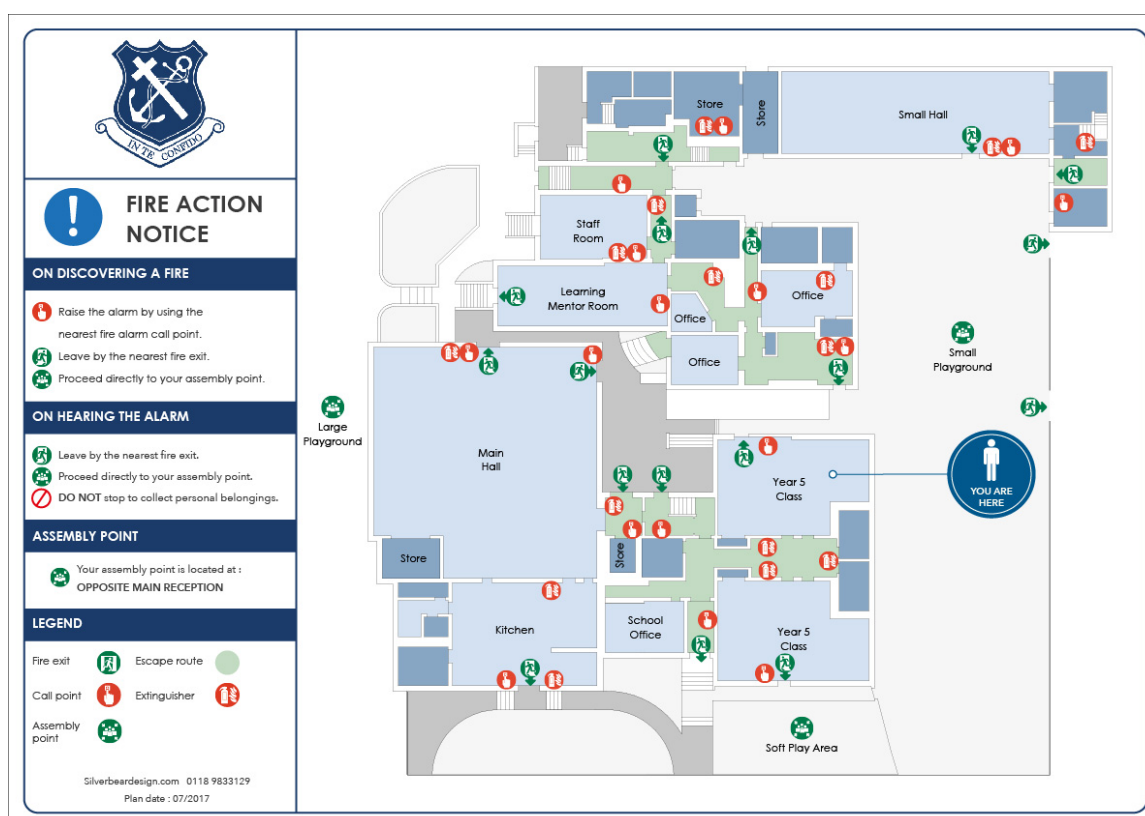 IN TE CONFIDO
FIRE ACTION
NOTICE
ON DISCOVERING A FIRE
Raise the alarm by using the
nearest fire alarm call point.
Leave by the nearest fire exit.
Proceed directly to your assembly point.
ON HEARING THE ALARM
Leave by the nearest fire exit.
Proceed directly to your assembly point.
DO NOT stop to collect personal belongings.
ASSEMBLY POINT
Your assembly point is located at :
OPPOSITE MAIN RECEPTION
LEGEND
Fire exit
Escape route
Call point
Extinguisher
Assembly
point
Silverbeardesign.com 0118 9833129
Plan date : 07/2017
Store
Store
Small Hall
Staff
Room
Learning
Mentor Room
Office
Office
Office
Small
Playground
Large
Playground
Main
Hall
Year 5
Class
YOU ARE
HERE
Store
Store
Kitchen
School
Office
Year 5
Class
Soft Play Area